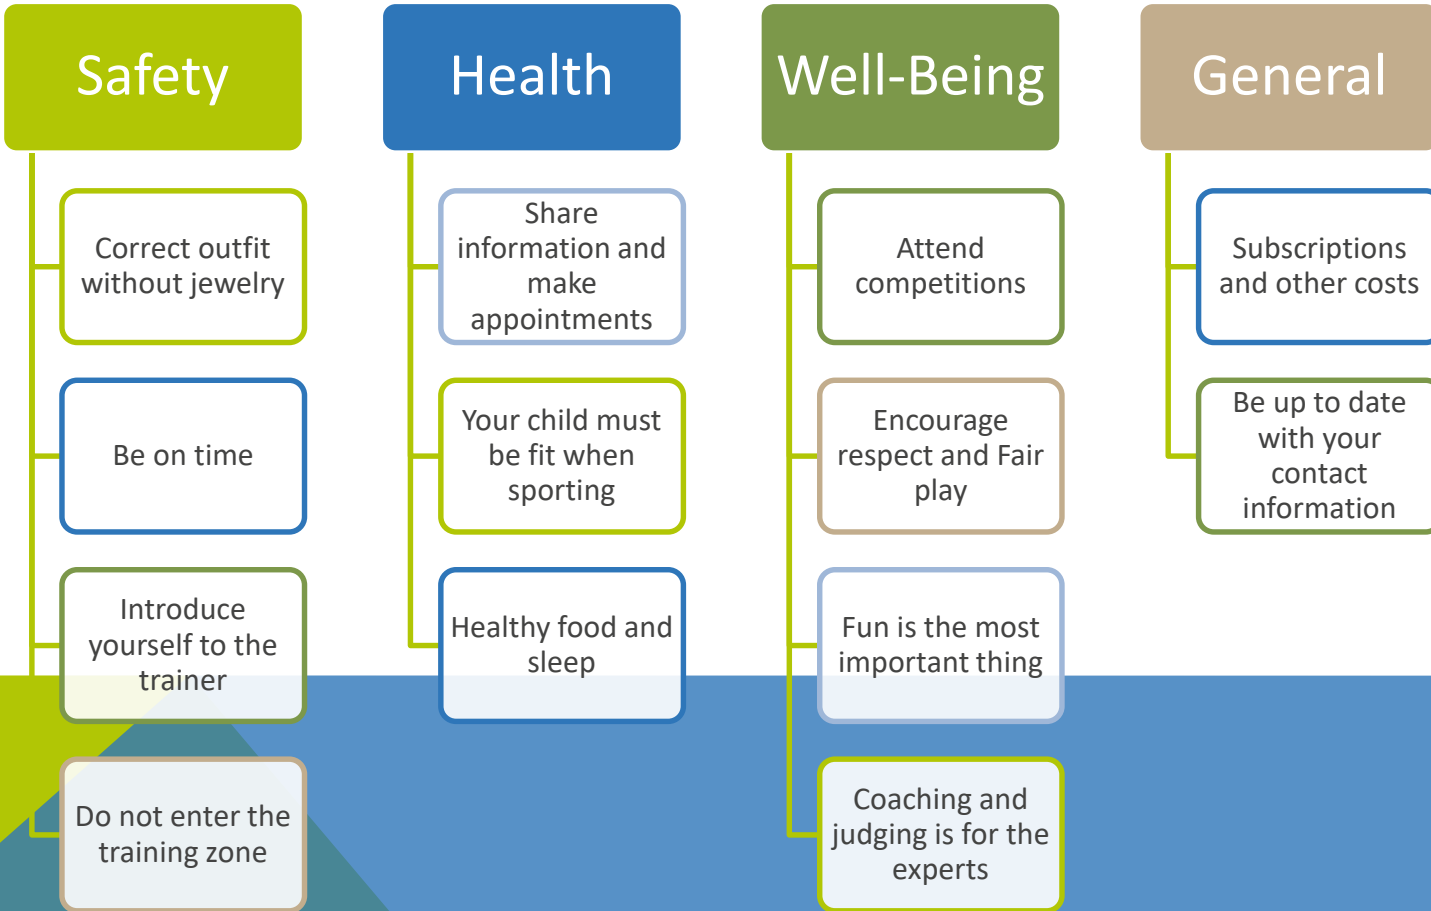 Safety
Correct outfit
without jewelry
Be on time
Introduce
yourself to the
trainer
Do not enter the
training zone
Health
Share
information and
make
appointments
Your child must
be fit when
sporting
Healthy food and
sleep
Well-Being
Attend
competitions
Encourage
respect and Fair
play
Fun is the most
important thing
Coaching and
judging is for the
experts
General
Subscriptions
and other costs
Be up to date
with your
contact
information